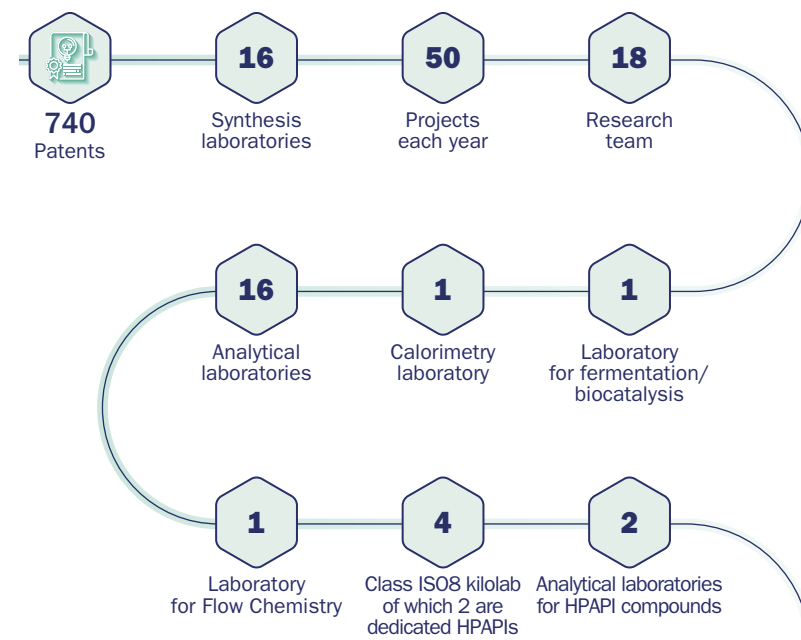 740
Patents
16
Synthesis
laboratories
50
Projects
each year
18
Research
team
1
Laboratory
for fermentation/
biocatalysis
1
Calorimetry
laboratory
16
Analytical
laboratories
1
Laboratory
for Flow Chemistry
4
Class ISO8 kilolab
of which 2 are
dedicated HPAPIs
2
Analytical laboratories
for HPAPI compounds